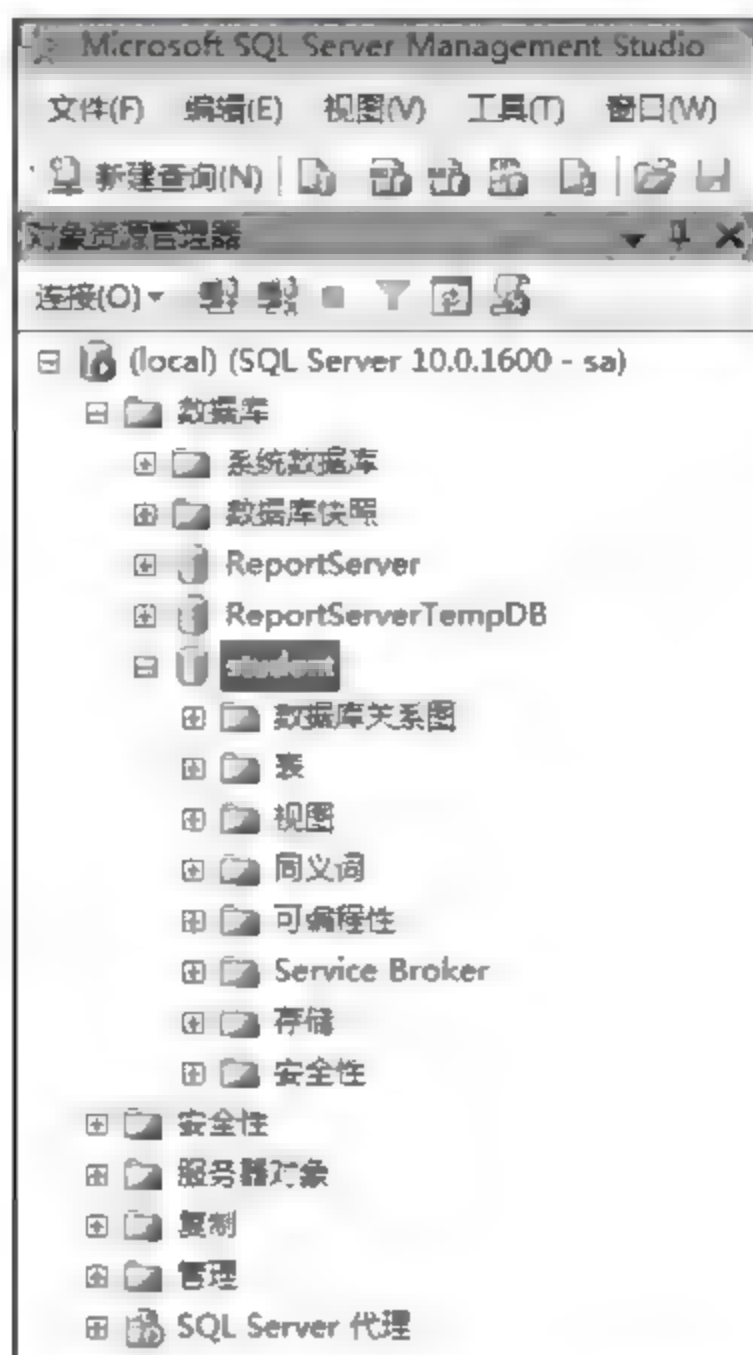 Microsoft SQL Server Management Studio
文件(F) 编辑(E) 视图(V) 工具(T) 窗口(W)
新建查询(N)
对象资源管理器
连接(O)
(local) (SQL Server 10.0.1600 - sa)
数据库
系统数据库
数据库快照
ReportServer
ReportServerTempDB
student
数据库关系图
表
视图
同义词
可编程性
Service Broker
存储
安全性
安全性
服务器对象
复制
管理
SQL Server 代理